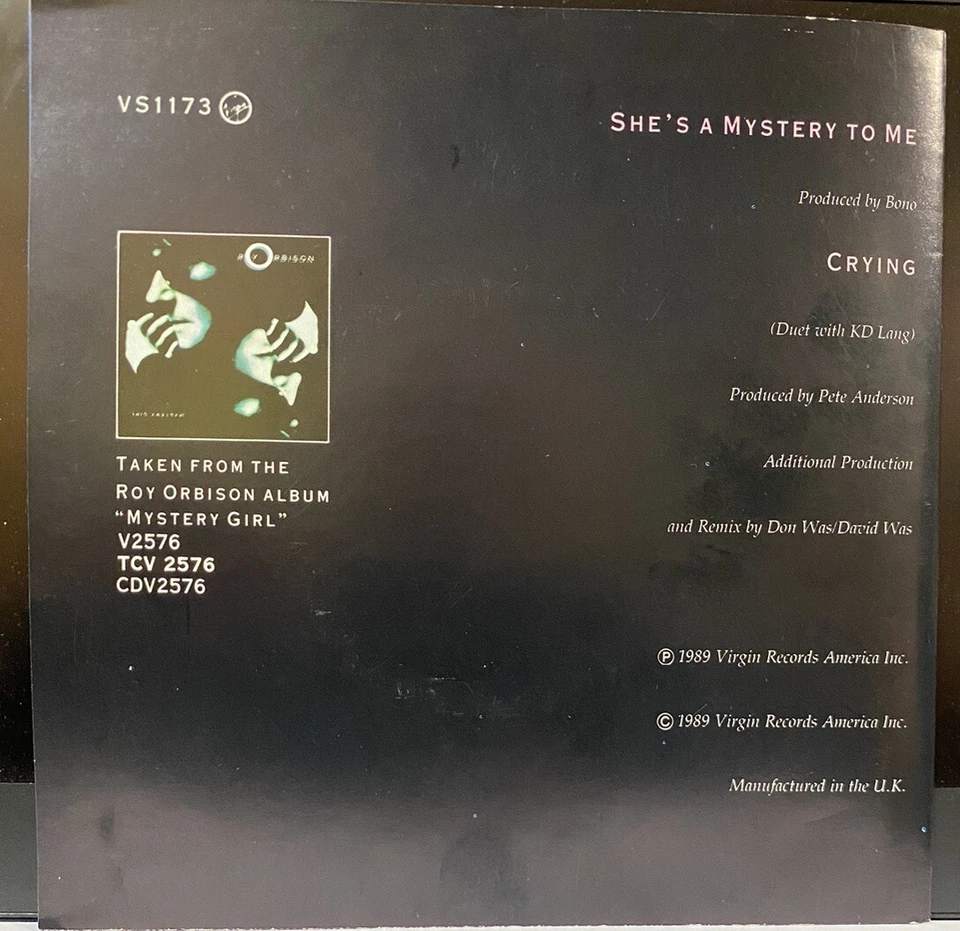 VS1173 Virgin
SHE'S A MYSTERY TO ME
Produced by Bono
CRYING
(Duet with KD Lang)
Produced by Pete Anderson
Additional Production
and Remix by Don Was/David Was
ROY ORBISON
TAKEN FROM THE
ROY ORBISON ALBUM
"MYSTERY GIRL"
V2576
TCV 2576
CDV2576
Ⓟ 1989 Virgin Records America Inc.
© 1989 Virgin Records America Inc.
Manufactured in the U.K.